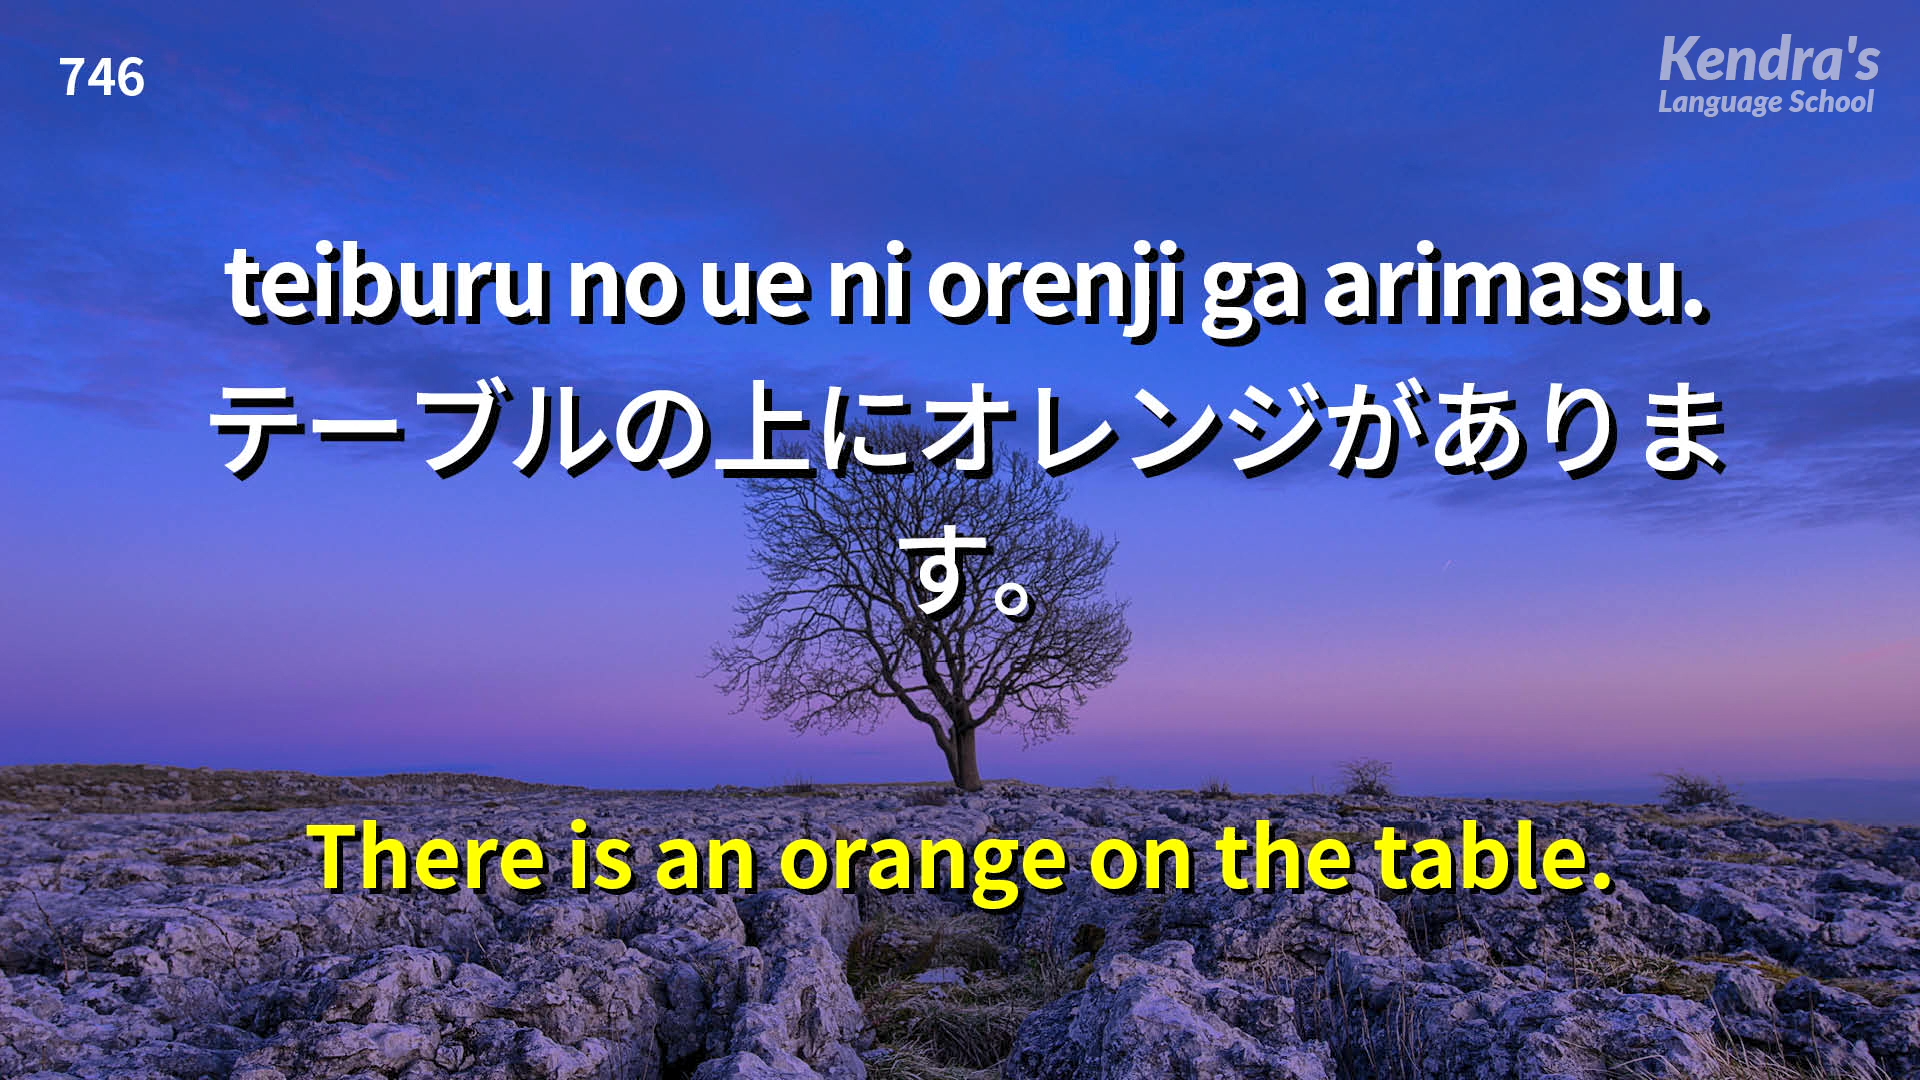 746
Kendra's
Language School
teiburu no ue ni orenji ga arimasu.
テーブルの上にオレンジがありま
す。
There is an orange on the table.